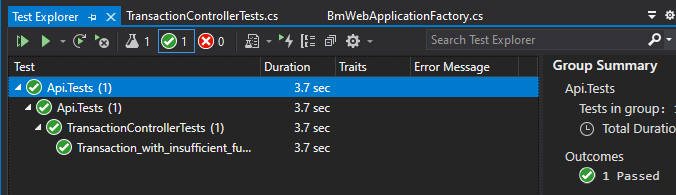 Test Explorer
TransactionControllerTests.cs
BmWebApplicationFactory.cs
1
1
0
Search Test Explorer
Test Duration Traits Error Message
Group Summary
Api.Tests (1) 3.7 sec
Api.Tests
Api.Tests (1) 3.7 sec
Tests in group: 1
TransactionControllerTests (1) 3.7 sec
Total Duratio
Transaction_with_insufficient_fu... 3.7 sec
Outcomes
1 Passed